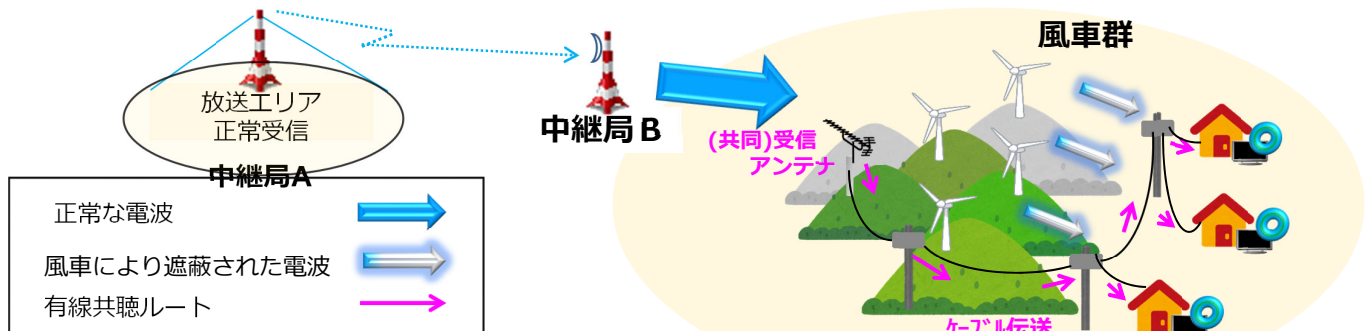 風車群
放送エリア
正常受信
中継局B
(共同)受信
アンテナ
中継局A
正常な電波
風車により遮蔽された電波
有線共聴ルート
ｹｰﾌﾞﾙ伝送